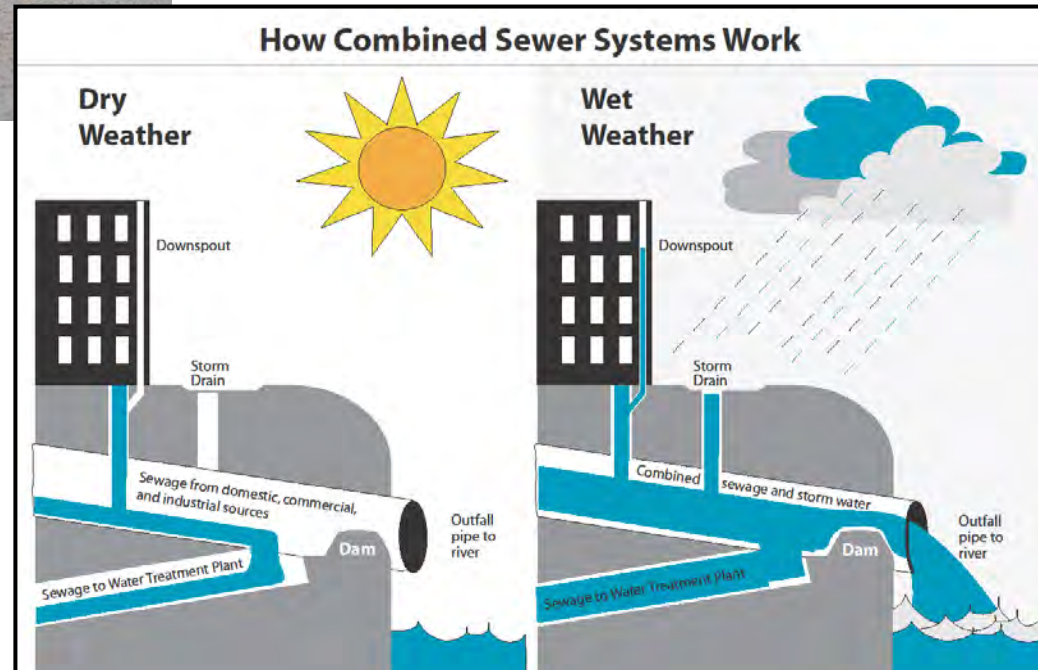 How Combined Sewer Systems Work
Dry
Weather
Downspout
Storm
Drain
Sewage from domestic, commercial,
and industrial sources
Dam
Outfall
pipe to
river
Sewage to Water Treatment Plant
Wet
Weather
Downspout
Storm
Drain
Combined sewage and storm water
Dam
Outfall
pipe to
river
Sewage to Water Treatment Plant